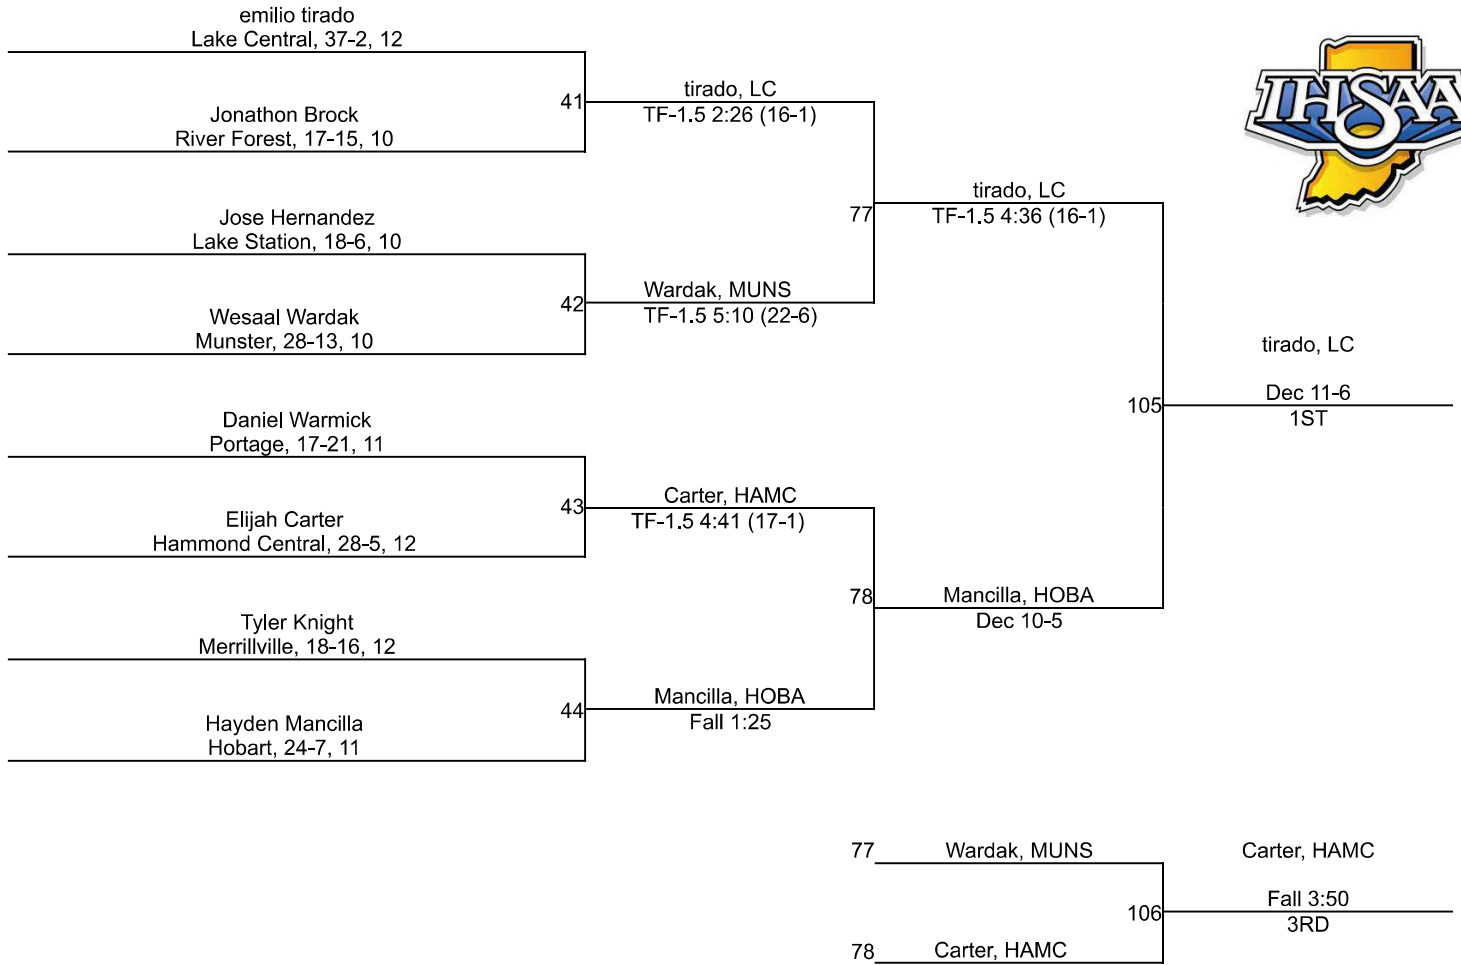 emilio tirado
Lake Central, 37-2, 12
41
Jonathon Brock
River Forest, 17-15, 10
tirado, LC
TF-1.5 2:26 (16-1)
IHSAA
77
tirado, LC
TF-1.5 4:36 (16-1)
Jose Hernandez
Lake Station, 18-6, 10
42
Wesaal Wardak
Munster, 28-13, 10
Wardak, MUNS
TF-1.5 5:10 (22-6)
105
tirado, LC
Dec 11-6
1ST
Daniel Warmick
Portage, 17-21, 11
43
Elijah Carter
Hammond Central, 28-5, 12
Carter, HAMC
TF-1.5 4:41 (17-1)
78
Mancilla, HOBA
Dec 10-5
Tyler Knight
Merrillville, 18-16, 12
44
Hayden Mancilla
Hobart, 24-7, 11
Mancilla, HOBA
Fall 1:25
77
Wardak, MUNS
106
78
Carter, HAMC
Carter, HAMC
Fall 3:50
3RD